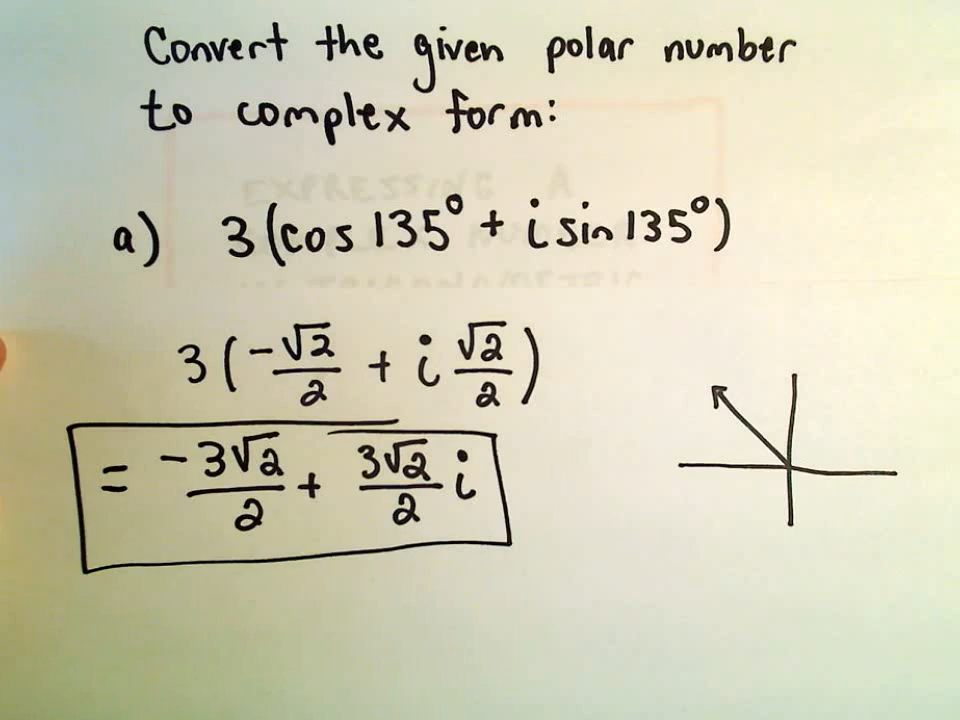 Convert the given polar number
to complex form:
EXPRESSING A
a) 3(cos 135° + i sin 135°)
3(-√2/2 + i √2/2)
= -3√2/2 + 3√2/2 i